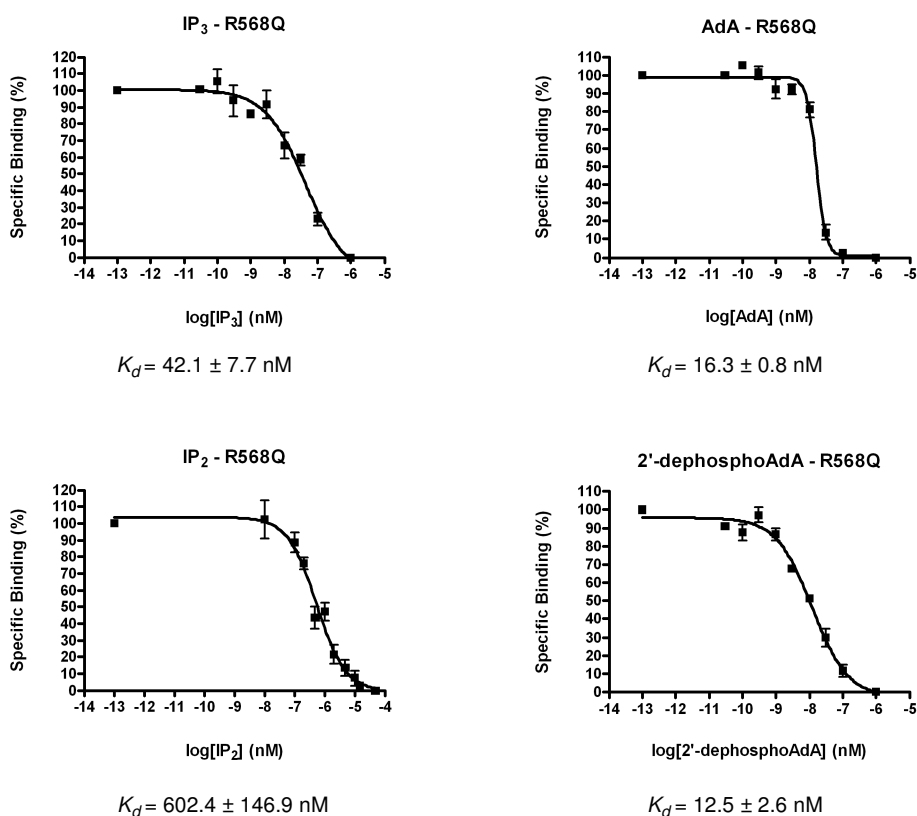 IP3 - R568Q
120
110
100
90
80
70
60
50
40
30
20
10
0
Specific Binding (%)
-14 -13 -12 -11 -10 -9 -8 -7 -6 -5
log[IP3] (nM)
Kd = 42.1 ± 7.7 nM
AdA - R568Q
110
100
90
80
70
60
50
40
30
20
10
0
Specific Binding (%)
-14 -13 -12 -11 -10 -9 -8 -7 -6 -5
log[AdA] (nM)
Kd = 16.3 ± 0.8 nM
IP2 - R568Q
120
110
100
90
80
70
60
50
40
30
20
10
0
Specific Binding (%)
-14 -13 -12 -11 -10 -9 -8 -7 -6 -5 -4
log[IP2] (nM)
Kd = 602.4 ± 146.9 nM
2'-dephosphoAdA - R568Q
110
100
90
80
70
60
50
40
30
20
10
0
Specific Binding (%)
-14 -13 -12 -11 -10 -9 -8 -7 -6 -5
log[2'-dephosphoAdA] (nM)
Kd = 12.5 ± 2.6 nM